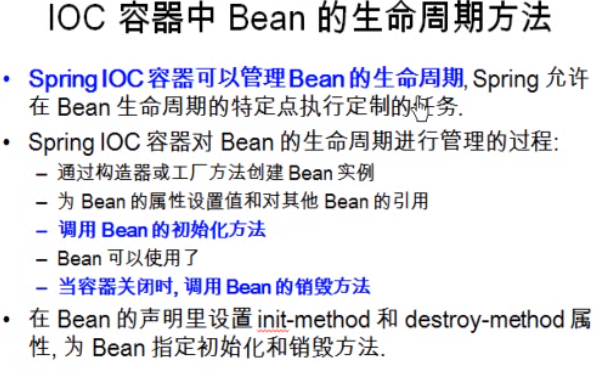 IOC 容器中 Bean 的生命周期方法
• Spring IOC 容器可以管理 Bean 的生命周期, Spring 允许
在 Bean 生命周期的特定点执行定制的任务.
• Spring IOC 容器对 Bean 的生命周期进行管理的过程:
– 通过构造器或工厂方法创建 Bean 实例
– 为 Bean 的属性设置值和对其他 Bean 的引用
– 调用 Bean 的初始化方法
– Bean 可以使用了
– 当容器关闭时, 调用 Bean 的销毁方法
• 在 Bean 的声明里设置 init-method 和 destroy-method 属
性, 为 Bean 指定初始化和销毁方法.